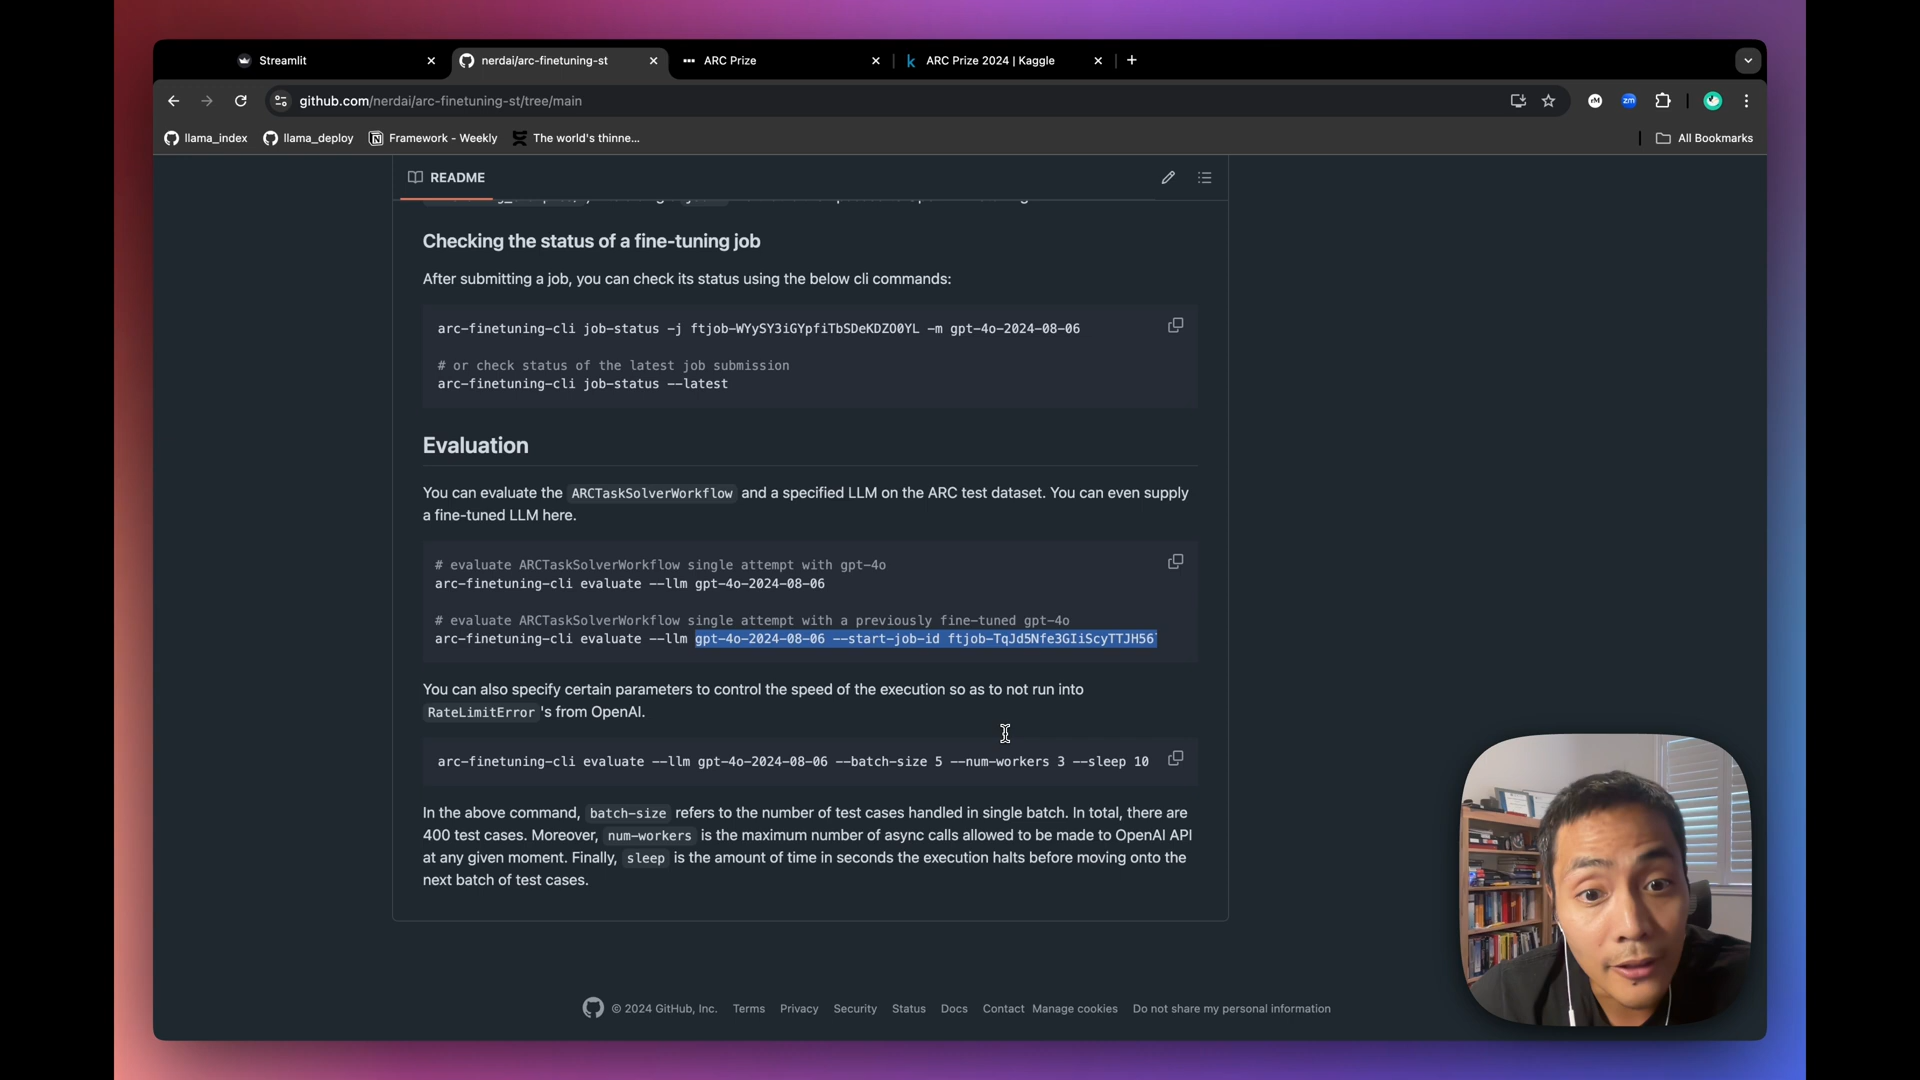 Streamlit
nerdai/arc-finetuning-st
ARC Prize
ARC Prize 2024 | Kaggle
github.com/nerdai/arc-finetuning-st/tree/main
zm
llama_index
llama_deploy
Framework - Weekly
The world's thinne...
All Bookmarks
README
Checking the status of a fine-tuning job
After submitting a job, you can check its status using the below cli commands:
arc-finetuning-cli job-status -j ftjob-WYySY3iGYpfiTbSDeKDZO0YL -m gpt-4o-2024-08-06
# or check status of the latest job submission
arc-finetuning-cli job-status --latest
Evaluation
You can evaluate the ARCTaskSolverWorkflow and a specified LLM on the ARC test dataset. You can even supply
a fine-tuned LLM here.
# evaluate ARCTaskSolverWorkflow single attempt with gpt-4o
arc-finetuning-cli evaluate --llm gpt-4o-2024-08-06
# evaluate ARCTaskSolverWorkflow single attempt with a previously fine-tuned gpt-4o
arc-finetuning-cli evaluate --llm gpt-4o-2024-08-06 --start-job-id ftjob-TqJd5Nfe3GIiScyTTJH56
You can also specify certain parameters to control the speed of the execution so as to not run into
RateLimitError 's from OpenAI.
arc-finetuning-cli evaluate --llm gpt-4o-2024-08-06 --batch-size 5 --num-workers 3 --sleep 10
In the above command, batch-size refers to the number of test cases handled in single batch. In total, there are
400 test cases. Moreover, num-workers is the maximum number of async calls allowed to be made to OpenAI API
at any given moment. Finally, sleep is the amount of time in seconds the execution halts before moving onto the
next batch of test cases.
© 2024 GitHub, Inc. Terms Privacy Security Status Docs Contact Manage cookies Do not share my personal information